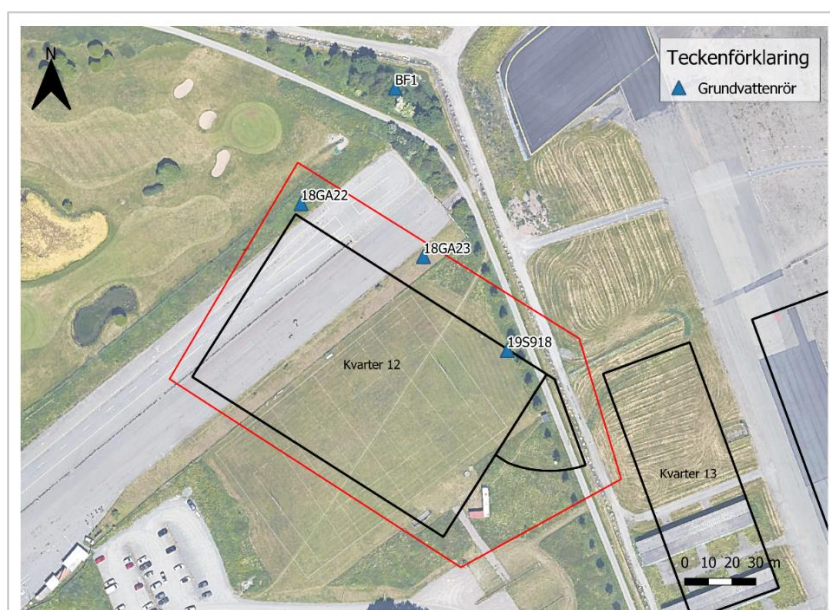 N
Teckenförklaring
Grundvattenrör
BF1
18GA22
18GA23
19S918
Kvarter 12
Kvarter 13
0 10 20 30 m